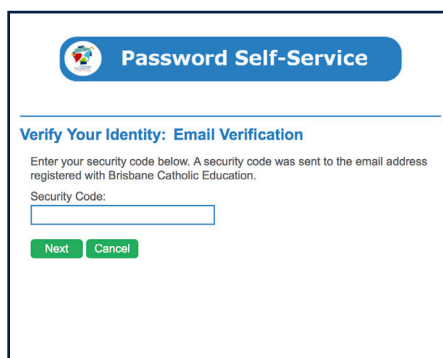 Password Self-Service
Verify Your Identity: Email Verification
Enter your security code below. A security code was sent to the email address
registered with Brisbane Catholic Education.
Security Code:
Next Cancel